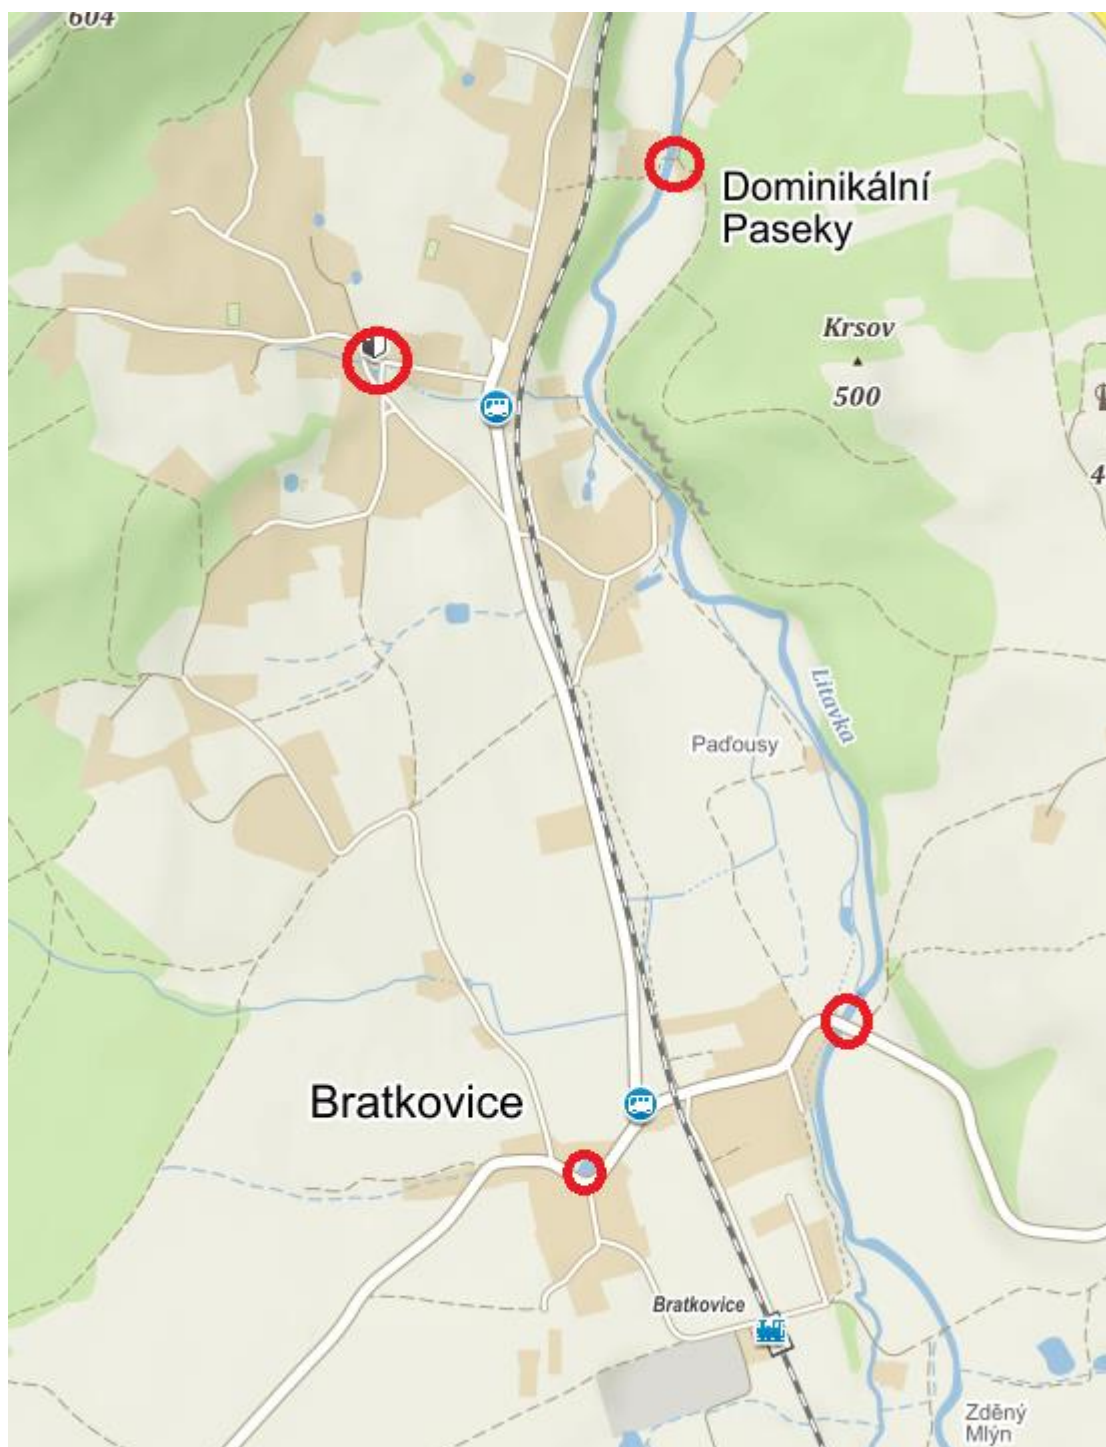 604
Dominikální
Paseky
Krsov
500
4
Litavka
Paďousy
Bratkovice
Bratkovice
Zděný
Mlýn